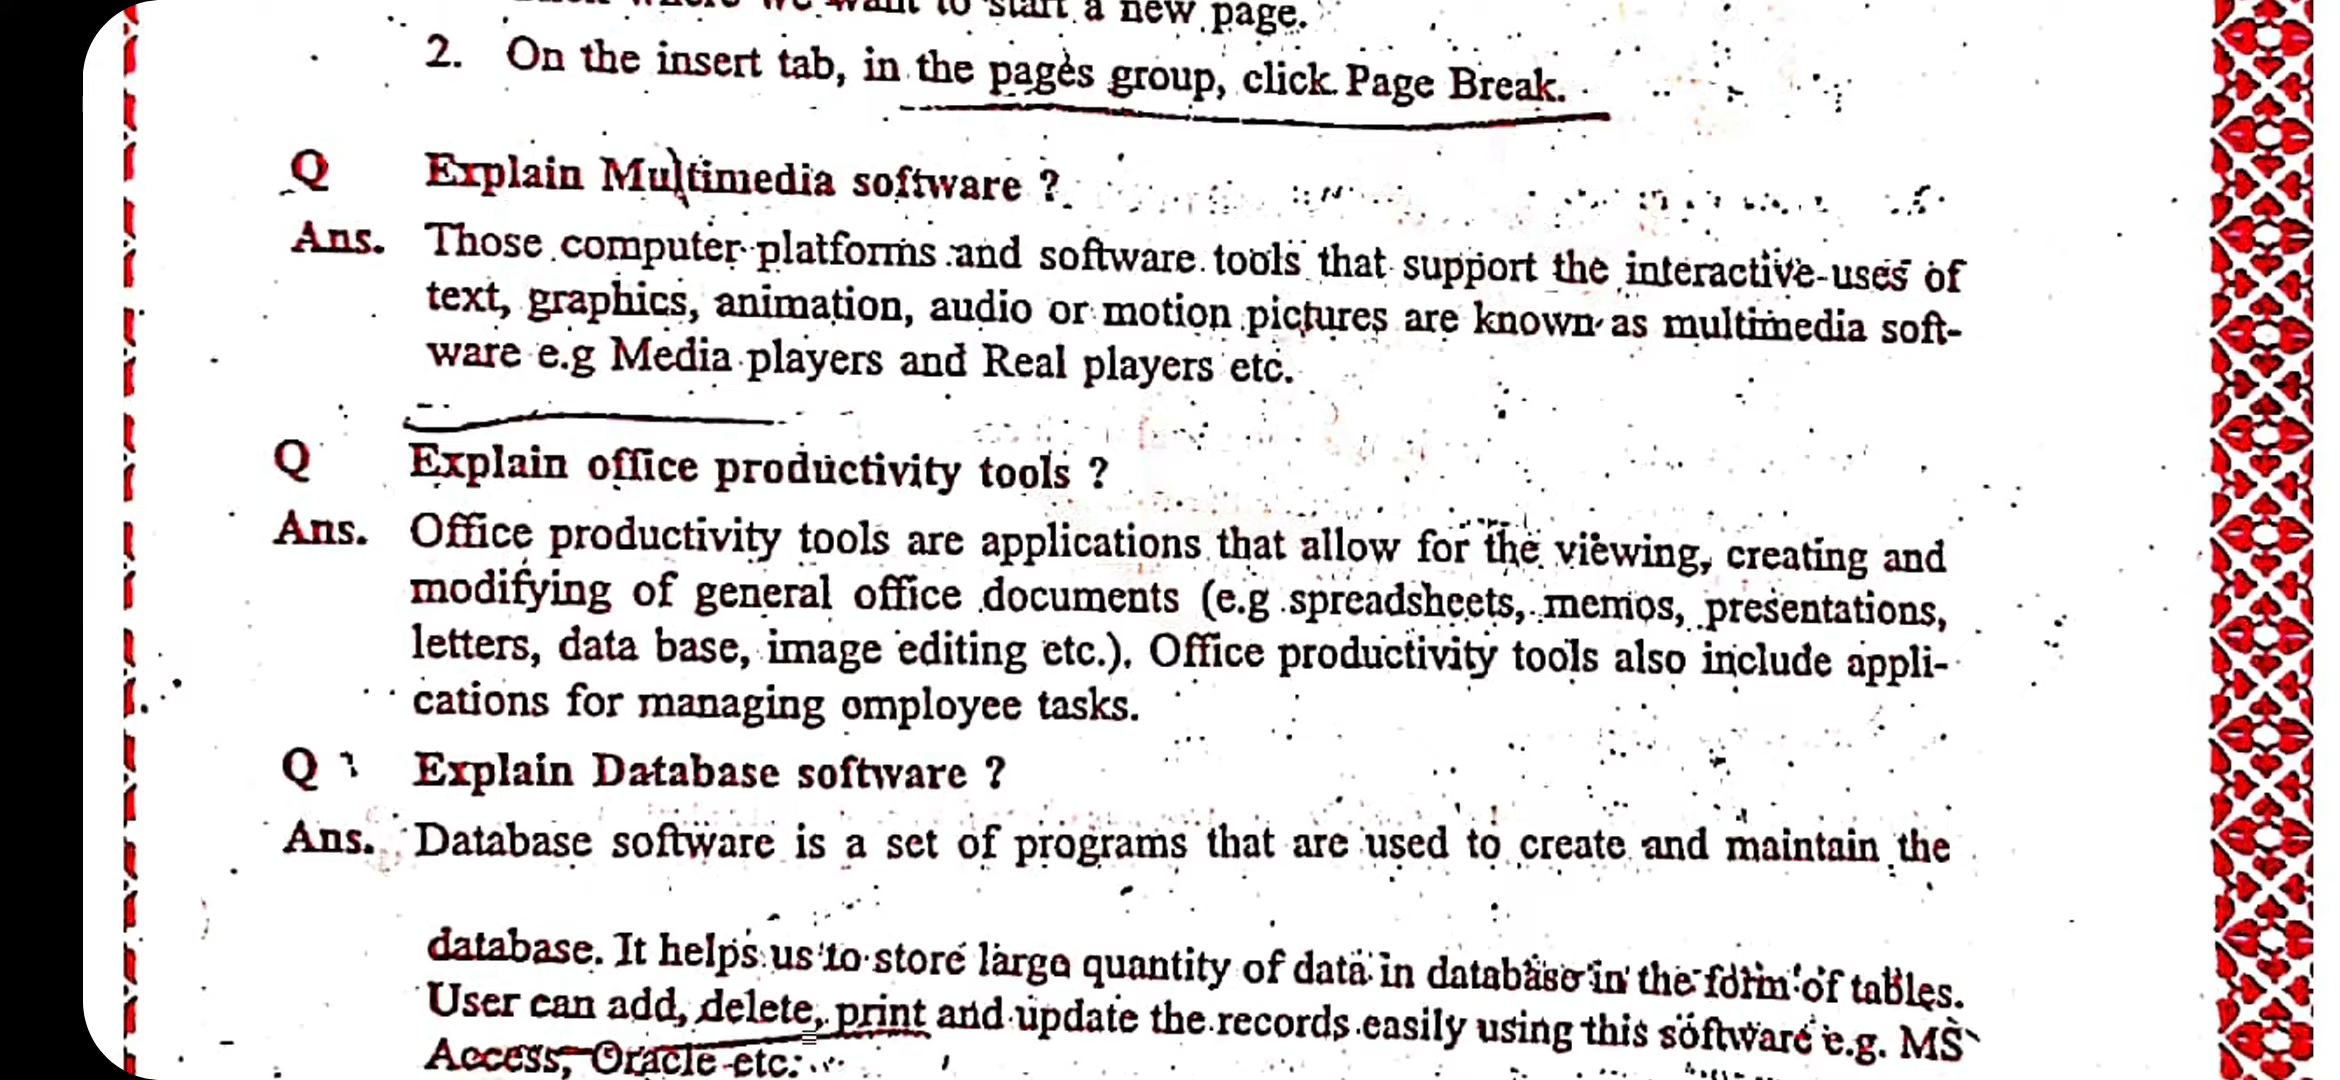 to start a new page.
2. On the insert tab, in the pages group, click Page Break.
Q Explain Multimedia software ?
Ans. Those computer platforms and software tools that support the interactive uses of
text, graphics, animation, audio or motion pictures are known as multimedia soft-
ware e.g Media players and Real players etc.
Q Explain office productivity tools ?
Ans. Office productivity tools are applications that allow for the viewing, creating and
modifying of general office documents (e.g spreadsheets, memos, presentations,
letters, data base, image editing etc.). Office productivity tools also include appli-
cations for managing omployee tasks.
Q Explain Database software ?
Ans. Database software is a set of programs that are used to create and maintain the
database. It helps us to store large quantity of data in database in the form of tables.
User can add, delete, print and update the records easily using this software e.g. MS
Access, Oracle etc.